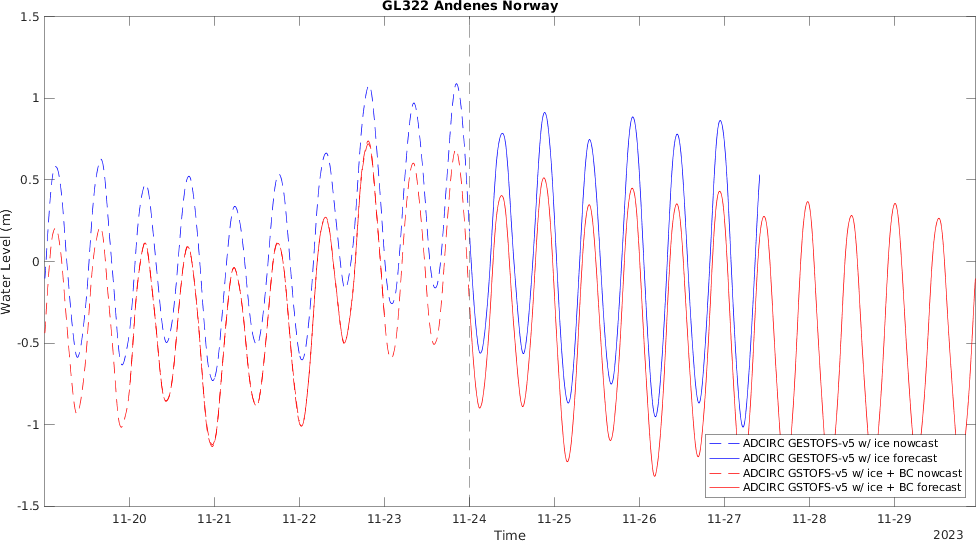 GL322 Andenes Norway
1.5
1
0.5
0
-0.5
-1
-1.5
Water Level (m)
ADCIRC GESTOFS-v5 w/ ice nowcast
ADCIRC GESTOFS-v5 w/ ice forecast
ADCIRC GSTOFS-v5 w/ ice + BC nowcast
ADCIRC GSTOFS-v5 w/ ice + BC forecast
11-20 11-21 11-22 11-23 11-24 11-25 11-26 11-27 11-28 11-29
Time
2023